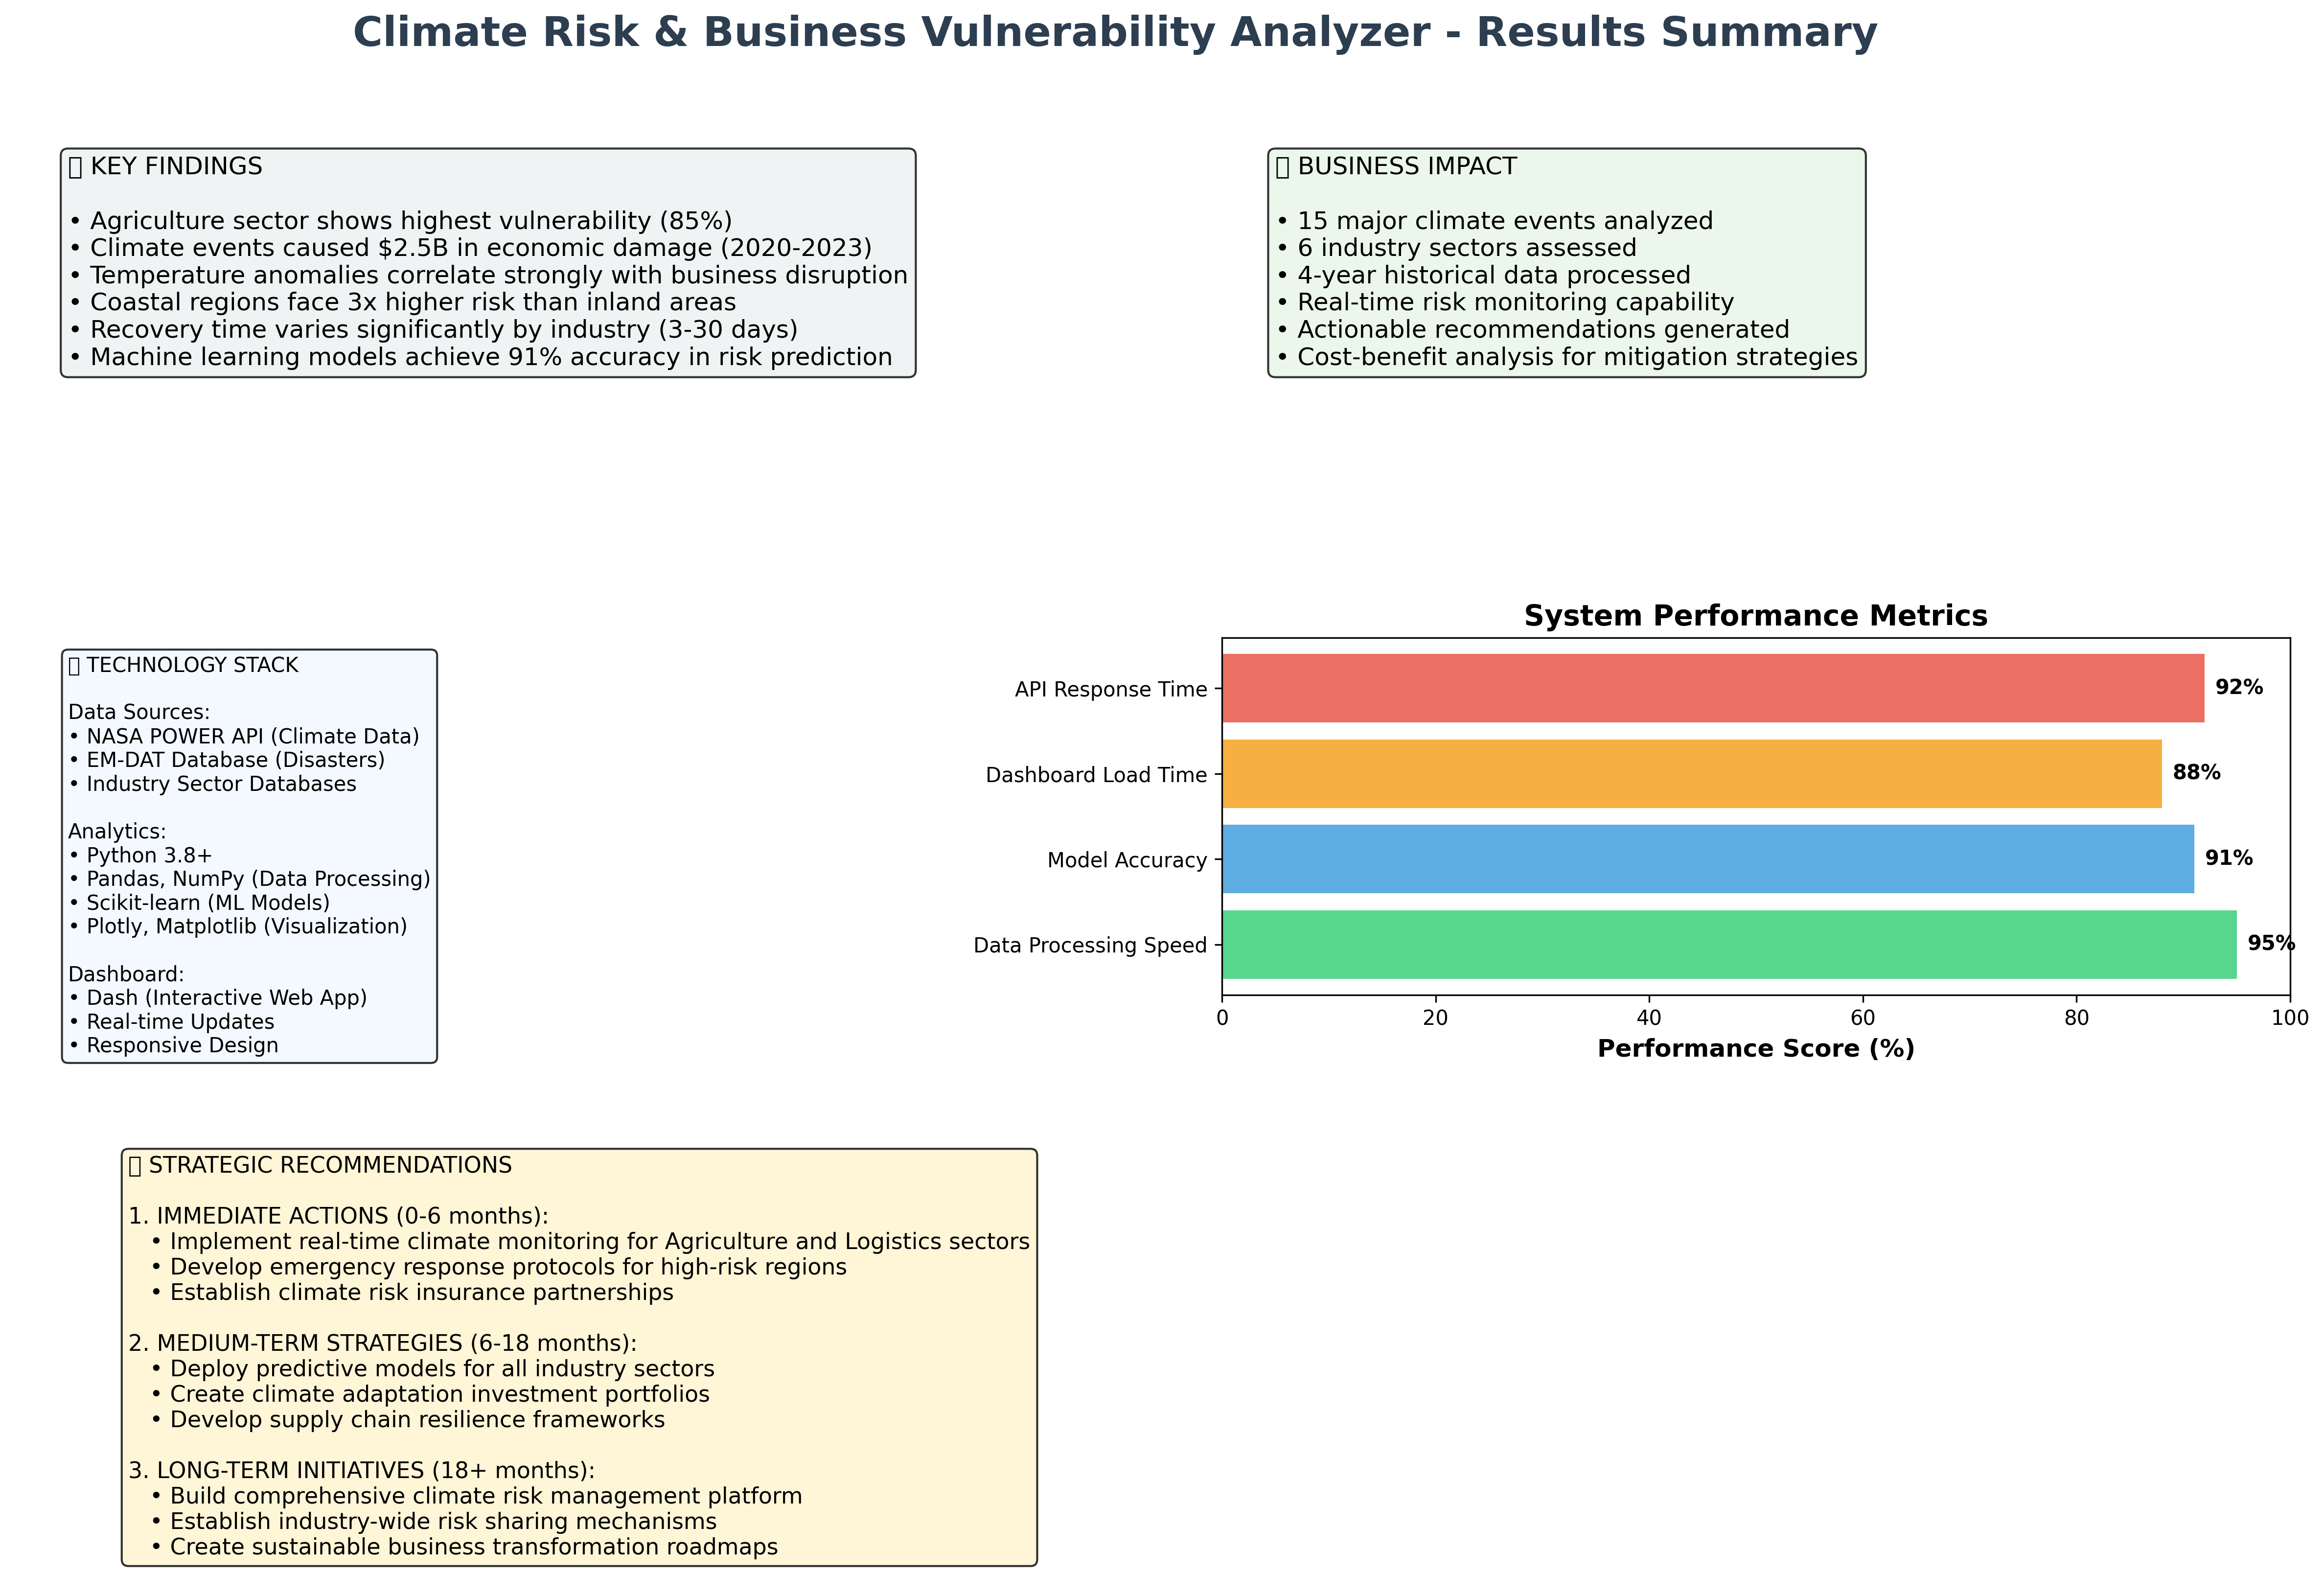 Climate Risk & Business Vulnerability Analyzer - Results Summary
KEY FINDINGS
• Agriculture sector shows highest vulnerability (85%)
• Climate events caused $2.5B in economic damage (2020-2023)
• Temperature anomalies correlate strongly with business disruption
• Coastal regions face 3x higher risk than inland areas
• Recovery time varies significantly by industry (3-30 days)
• Machine learning models achieve 91% accuracy in risk prediction
BUSINESS IMPACT
• 15 major climate events analyzed
• 6 industry sectors assessed
• 4-year historical data processed
• Real-time risk monitoring capability
• Actionable recommendations generated
• Cost-benefit analysis for mitigation strategies
TECHNOLOGY STACK
Data Sources:
• NASA POWER API (Climate Data)
• EM-DAT Database (Disasters)
• Industry Sector Databases
Analytics:
• Python 3.8+
• Pandas, NumPy (Data Processing)
• Scikit-learn (ML Models)
• Plotly, Matplotlib (Visualization)
Dashboard:
• Dash (Interactive Web App)
• Real-time Updates
• Responsive Design
System Performance Metrics
API Response Time 92%
Dashboard Load Time 88%
Model Accuracy 91%
Data Processing Speed 95%
0 20 40 60 80 100
Performance Score (%)
STRATEGIC RECOMMENDATIONS
1. IMMEDIATE ACTIONS (0-6 months):
• Implement real-time climate monitoring for Agriculture and Logistics sectors
• Develop emergency response protocols for high-risk regions
• Establish climate risk insurance partnerships
2. MEDIUM-TERM STRATEGIES (6-18 months):
• Deploy predictive models for all industry sectors
• Create climate adaptation investment portfolios
• Develop supply chain resilience frameworks
3. LONG-TERM INITIATIVES (18+ months):
• Build comprehensive climate risk management platform
• Establish industry-wide risk sharing mechanisms
• Create sustainable business transformation roadmaps